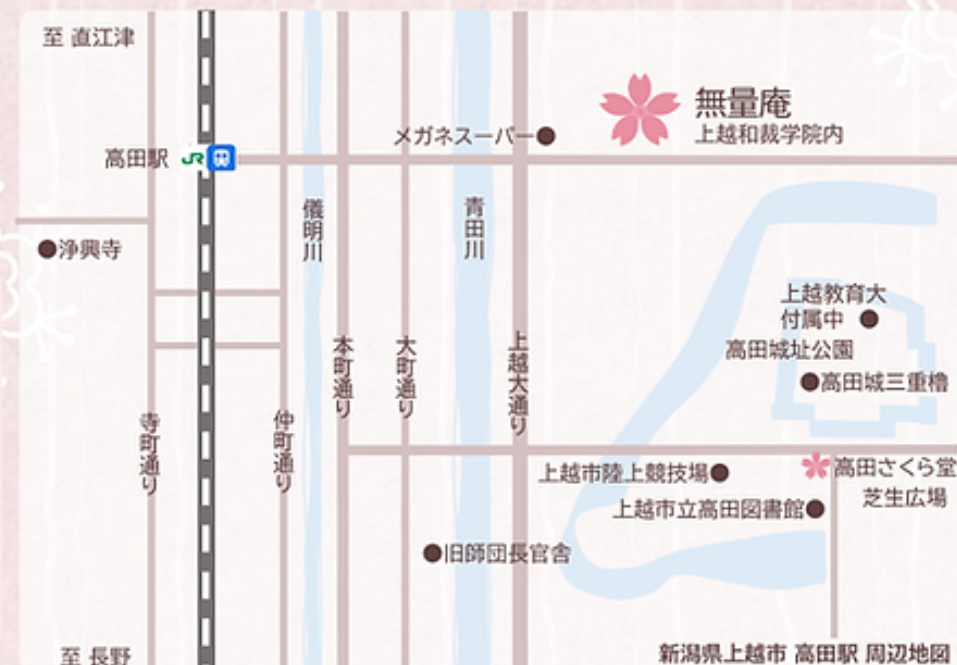 至 直江津
無量庵
上越和裁学院内
メガネスーパー
高田駅 JR
儀明川
青田川
浄興寺
上越教育大
付属中
高田城址公園
高田城三重櫓
本町通り
大町通り
上越大通り
寺町通り
仲町通り
高田さくら堂
上越市陸上競技場
芝生広場
上越市立高田図書館
旧師団長官舎
至 長野
新潟県上越市 高田駅 周辺地図